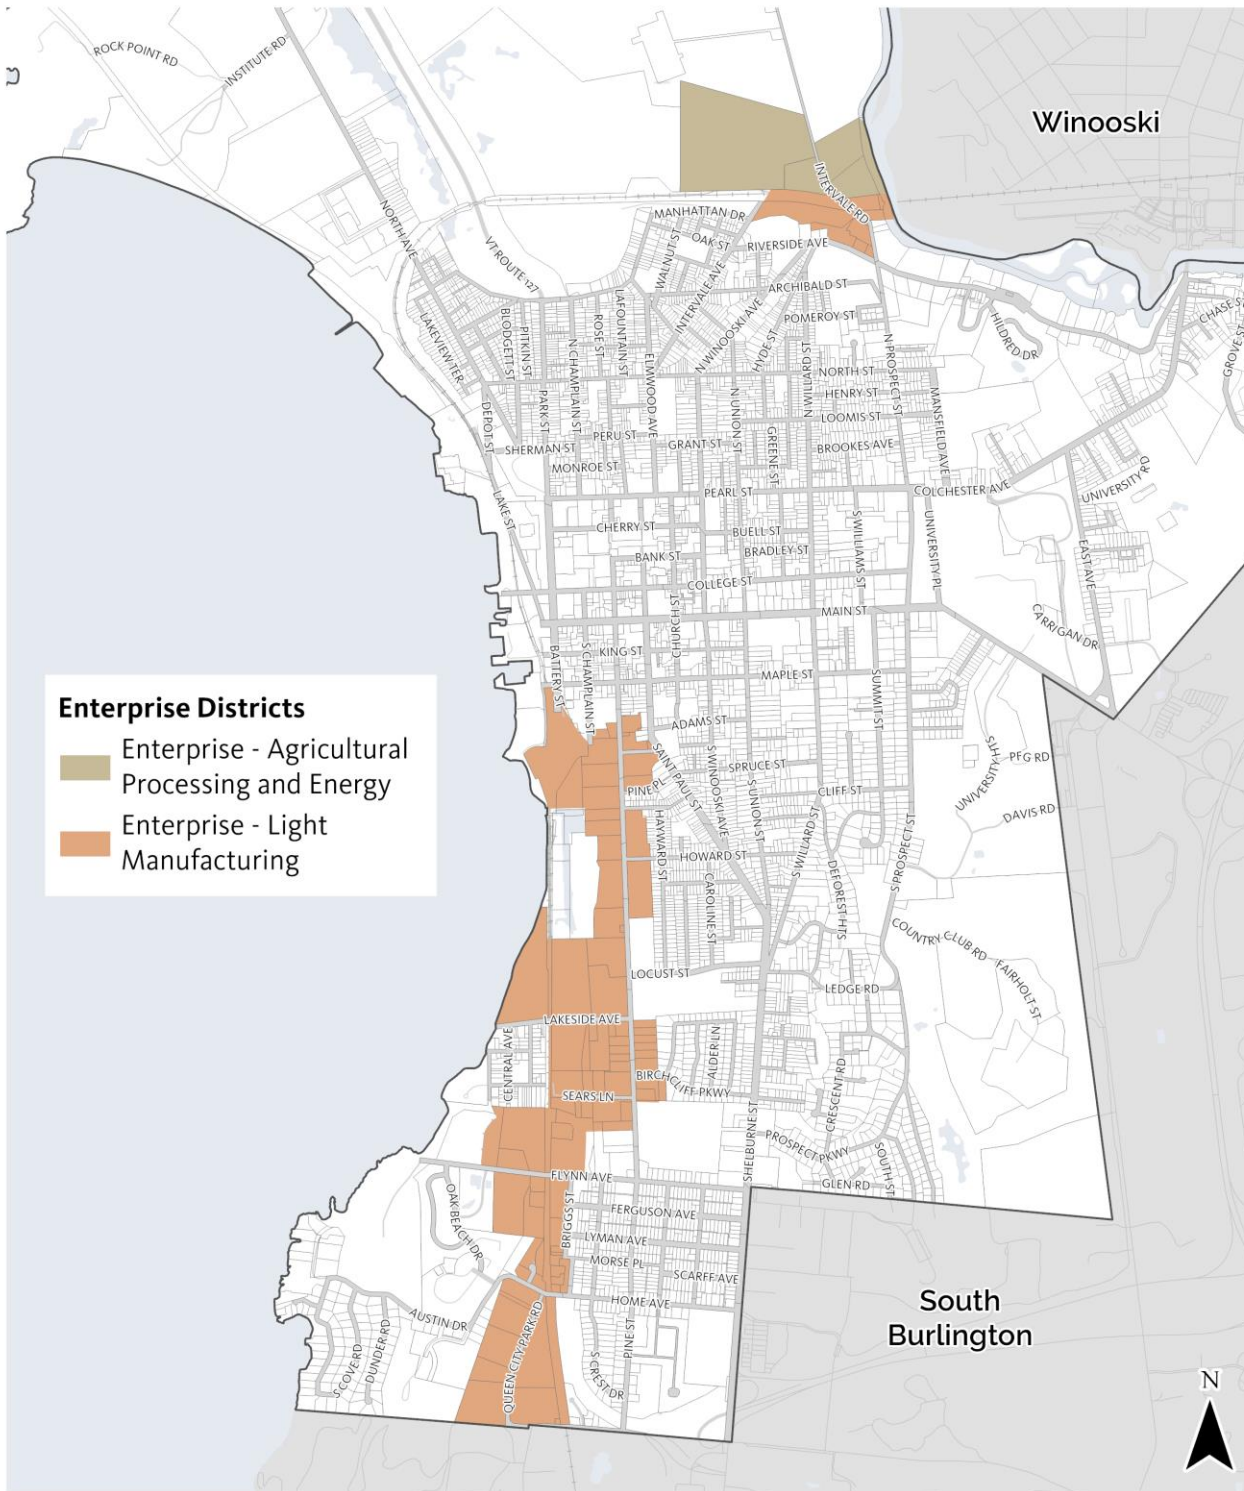 ROCK POINT RD
INSTITUTE RD
Winooski
NORTH AVE
VT ROUTE 127
INTERVALE RD
MANHATTAN DR
OAK ST
RIVERSIDE AVE
WALNUT ST
INTERVALE AVE
ARCHIBALD ST
LAKEVIEW TER
BLODGETT ST
PITKIN ST
N CHAMPLAIN ST
ROSE ST
LAFOUNTAIN ST
ELMWOOD AVE
N WINOOSKI AVE
HYDE ST
POMEROY ST
N WILLARD ST
N PROSPECT ST
HILDRED DR
CHASE ST
GROVE ST
NORTH ST
HENRY ST
LOOMIS ST
MANSFIELD AVE
DEPOT ST
PARK ST
SHERMAN ST
PERU ST
MONROE ST
GRANT ST
N UNION ST
GREENE ST
BROOKES AVE
PEARL ST
COLCHESTER AVE
UNIVERSITY RD
LAKE ST
CHERRY ST
BUELL ST
BANK ST
BRADLEY ST
S WILLIAMS ST
UNIVERSITY PL
EAST AVE
COLLEGE ST
CHURCH ST
MAIN ST
CARRIGAN DR
BATTERY ST
S CHAMPLAIN ST
KING ST
MAPLE ST
SUMMIT ST
Enterprise Districts
Enterprise - Agricultural
Processing and Energy
Enterprise - Light
Manufacturing
ADAMS ST
SAINT PAUL ST
S WINOOSKI AVE
SPRUCE ST
S UNION ST
PINE PL
CLIFF ST
UNIVERSITY HTS
PFG RD
DAVIS RD
HAYWARD ST
HOWARD ST
CAROLINE ST
S WILLARD ST
DEFOREST HTS
S PROSPECT ST
COUNTRY CLUB RD
FAIRHOLT ST
LOCUST ST
LEDGE RD
LAKESIDE AVE
CENTRAL AVE
ALDER LN
BIRCHCLIFF PKWY
SEARS LN
CRESCENT RD
SHELBURNE ST
PROSPECT PKWY
SOUTH ST
GLEN RD
FLYNN AVE
OAK BEACH DR
BRIGGS ST
FERGUSON AVE
LYMAN AVE
MORSE PL
SCARFF AVE
HOME AVE
AUSTIN DR
QUEEN CITY PARK RD
S COVE RD
DUNDER RD
S CREST DR
PINE ST
South
Burlington
N